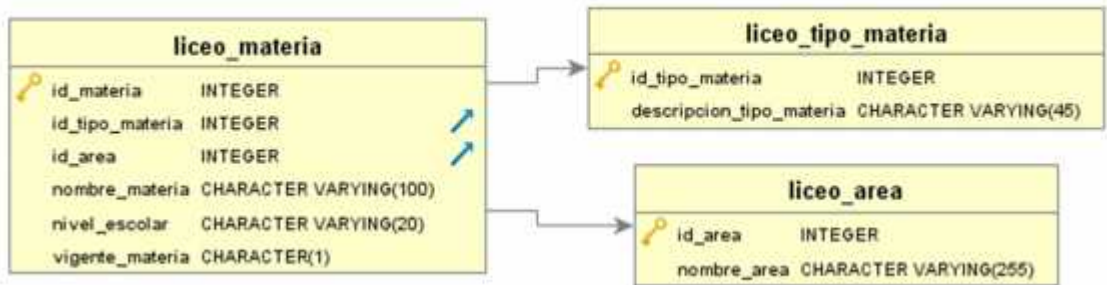 liceo_materia
id_materia INTEGER
id_tipo_materia INTEGER
id_area INTEGER
nombre_materia CHARACTER VARYING(100)
nivel_escolar CHARACTER VARYING(20)
vigente_materia CHARACTER(1)
liceo_tipo_materia
id_tipo_materia INTEGER
descripcion_tipo_materia CHARACTER VARYING(45)
liceo_area
id_area INTEGER
nombre_area CHARACTER VARYING(255)